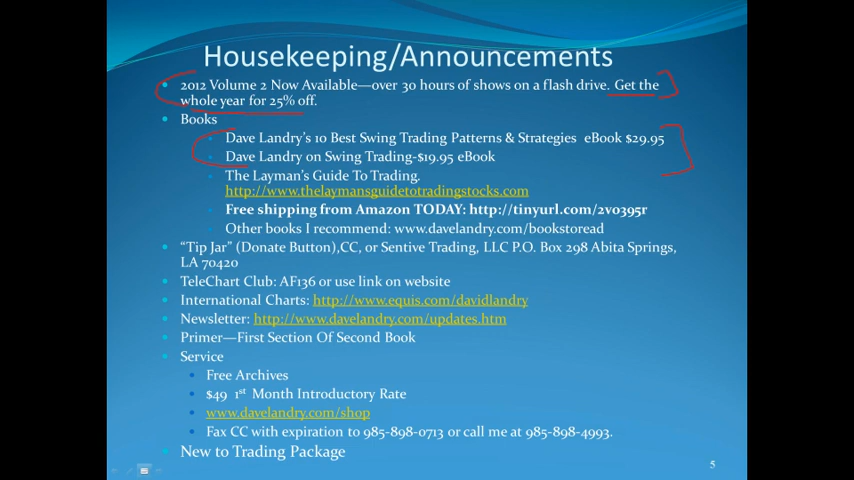 Housekeeping/Announcements
2012 Volume 2 Now Available—over 30 hours of shows on a flash drive. Get the
whole year for 25% off.
Books
Dave Landry's 10 Best Swing Trading Patterns & Strategies eBook $29.95
Dave Landry on Swing Trading-$19.95 eBook
The Layman's Guide To Trading.
http://www.thelaymansguidetotradingstocks.com
Free shipping from Amazon TODAY: http://tinyurl.com/2vo395r
Other books I recommend: www.davelandry.com/bookstoread
"Tip Jar" (Donate Button),CC, or Sentive Trading, LLC P.O. Box 298 Abita Springs,
LA 70420
TeleChart Club: AF136 or use link on website
International Charts: http://www.equis.com/davidlandry
Newsletter: http://www.davelandry.com/updates.htm
Primer—First Section Of Second Book
Service
Free Archives
$49 1st Month Introductory Rate
www.davelandry.com/shop
Fax CC with expiration to 985-898-0713 or call me at 985-898-4993.
New to Trading Package
5